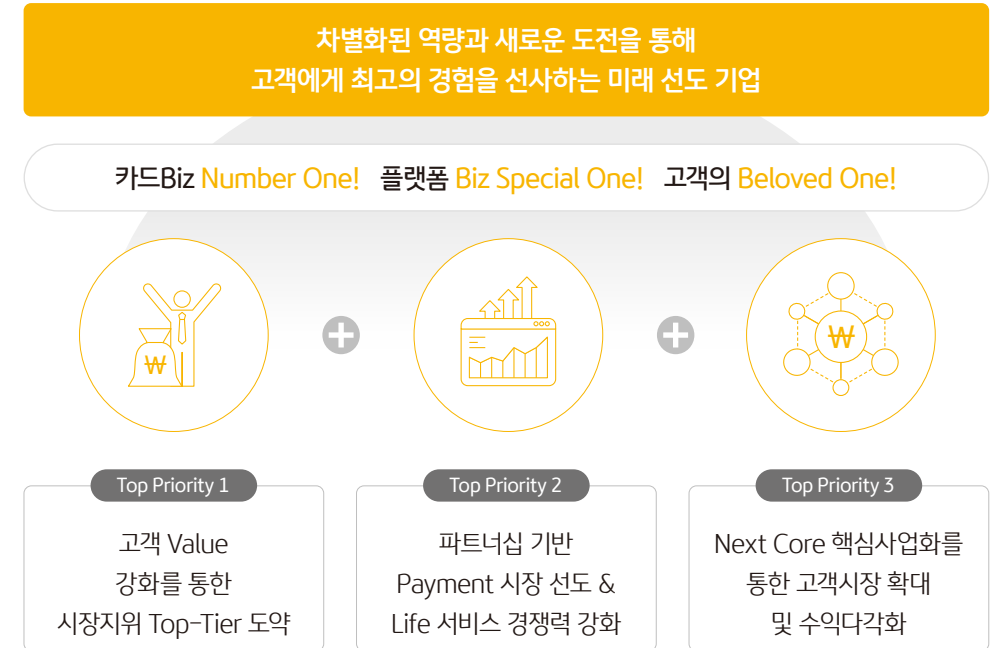 차별화된 역량과 새로운 도전을 통해
고객에게 최고의 경험을 선사하는 미래 선도 기업
카드Biz Number One! 플랫폼 Biz Special One! 고객의 Beloved One!
₩
₩
Top Priority 1
고객 Value
강화를 통한
시장지위 Top-Tier 도약
Top Priority 2
파트너십 기반
Payment 시장 선도 &
Life 서비스 경쟁력 강화
Top Priority 3
Next Core 핵심사업화를
통한 고객시장 확대
및 수익다각화